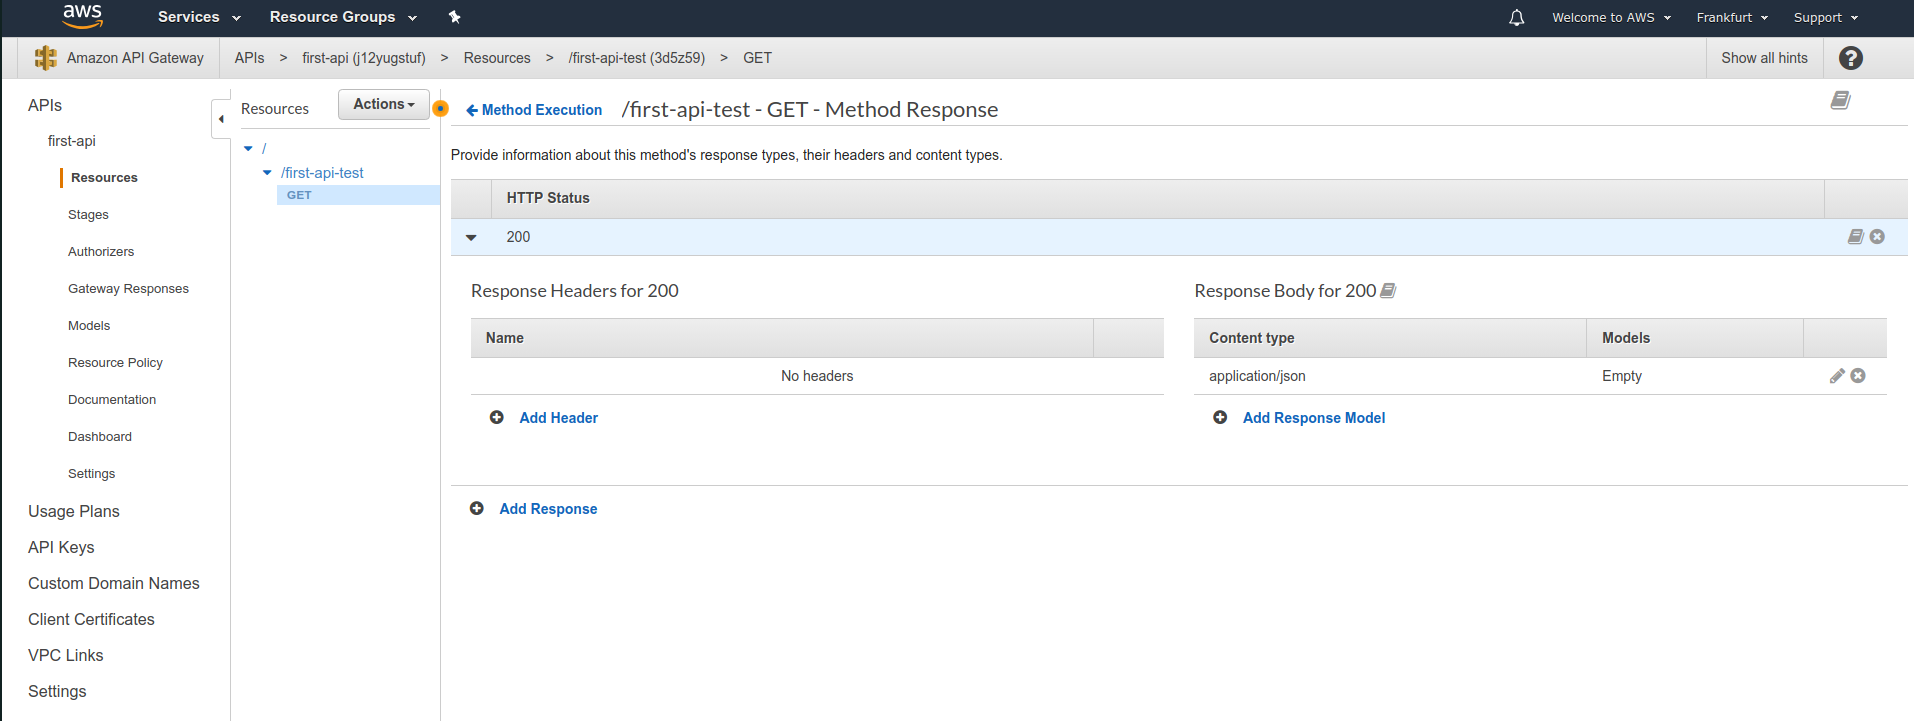 aws Services Resource Groups Welcome to AWS Frankfurt Support
Amazon API Gateway APIs > first-api (j12yugstuf) > Resources > /first-api-test (3d5z59) > GET Show all hints ?
APIs
first-api
Resources
Stages
Authorizers
Gateway Responses
Models
Resource Policy
Documentation
Dashboard
Settings
Usage Plans
API Keys
Custom Domain Names
Client Certificates
VPC Links
Settings
Resources Actions
/
/first-api-test
GET
Method Execution /first-api-test - GET - Method Response
Provide information about this method's response types, their headers and content types.
HTTP Status
200
Response Headers for 200
Name
No headers
Add Header
Response Body for 200
Content type Models
application/json Empty
Add Response Model
Add Response